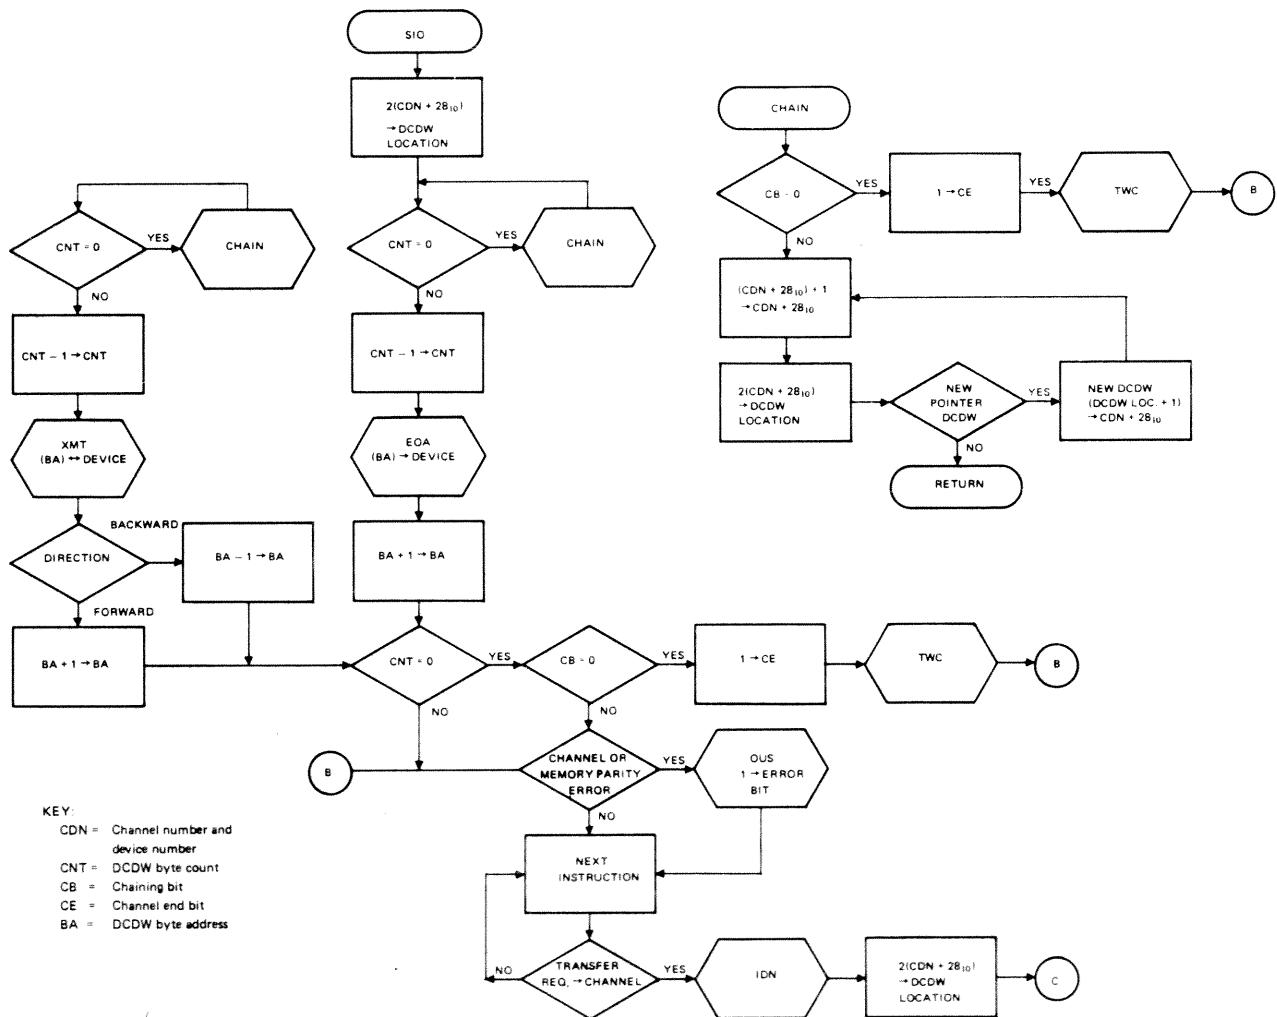 SIO
2(CDN + 28₁₀)
→ DCDW
LOCATION
CNT = 0
YES
CHAIN
NO
CNT − 1 → CNT
XMT
(BA) ↔ DEVICE
DIRECTION
BACKWARD
BA − 1 → BA
FORWARD
BA + 1 → BA
CNT = 0
YES
CHAIN
NO
CNT − 1 → CNT
EOA
(BA) → DEVICE
BA + 1 → BA
CHAIN
CB = 0
YES
1 → CE
YES
TWC
B
NO
(CDN + 28₁₀) + 1
→ CDN + 28₁₀
2(CDN + 28₁₀)
→ DCDW
LOCATION
NEW
POINTER
DCDW
YES
NEW DCDW
(DCDW LOC. + 1)
→ CDN + 28₁₀
NO
RETURN
CNT = 0
YES
CB = 0
YES
1 → CE
TWC
B
NO
NO
B
CHANNEL OR
MEMORY PARITY
ERROR
YES
OUS
1 → ERROR
BIT
NO
NEXT
INSTRUCTION
TRANSFER
REQ. → CHANNEL
NO
YES
IDN
2(CDN + 28₁₀)
→ DCDW
LOCATION
C
KEY:
CDN = Channel number and
device number
CNT = DCDW byte count
CB = Chaining bit
CE = Channel end bit
BA = DCDW byte address